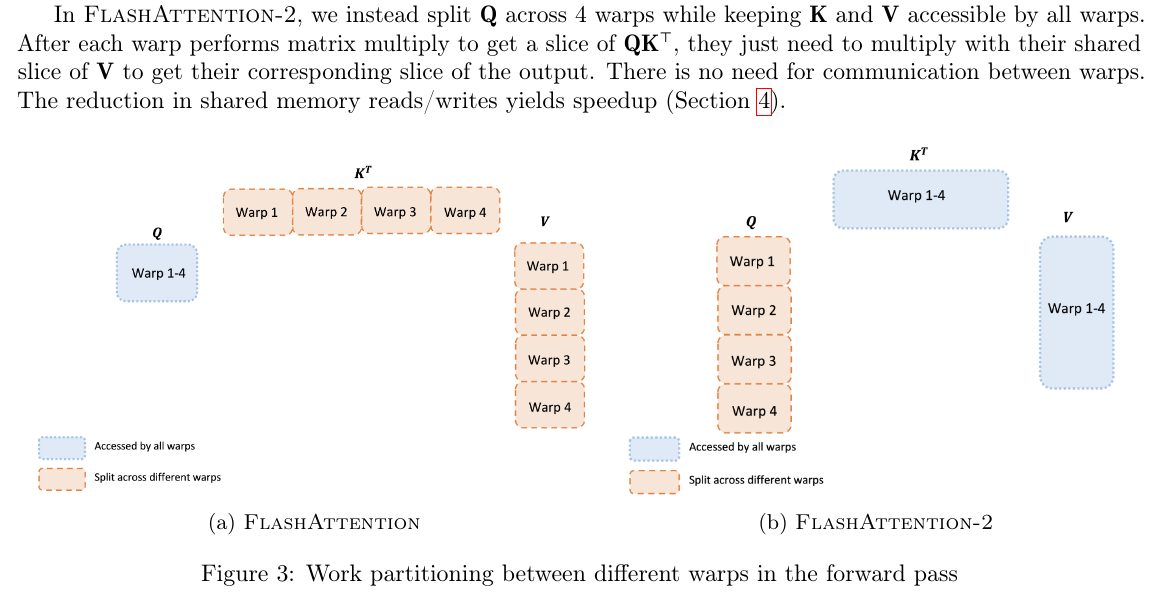 In FLASHATTENTION-2, we instead split Q across 4 warps while keeping K and V accessible by all warps.
After each warp performs matrix multiply to get a slice of QK⊤, they just need to multiply with their shared
slice of V to get their corresponding slice of the output. There is no need for communication between warps.
The reduction in shared memory reads/writes yields speedup (Section 4).
Kᵀ
Warp 1 Warp 2 Warp 3 Warp 4
Q
Warp 1-4
V
Warp 1
Warp 2
Warp 3
Warp 4
Accessed by all warps
Split across different warps
(a) FLASHATTENTION
Kᵀ
Warp 1-4
Q
Warp 1
Warp 2
Warp 3
Warp 4
V
Warp 1-4
Accessed by all warps
Split across different warps
(b) FLASHATTENTION-2
Figure 3: Work partitioning between different warps in the forward pass